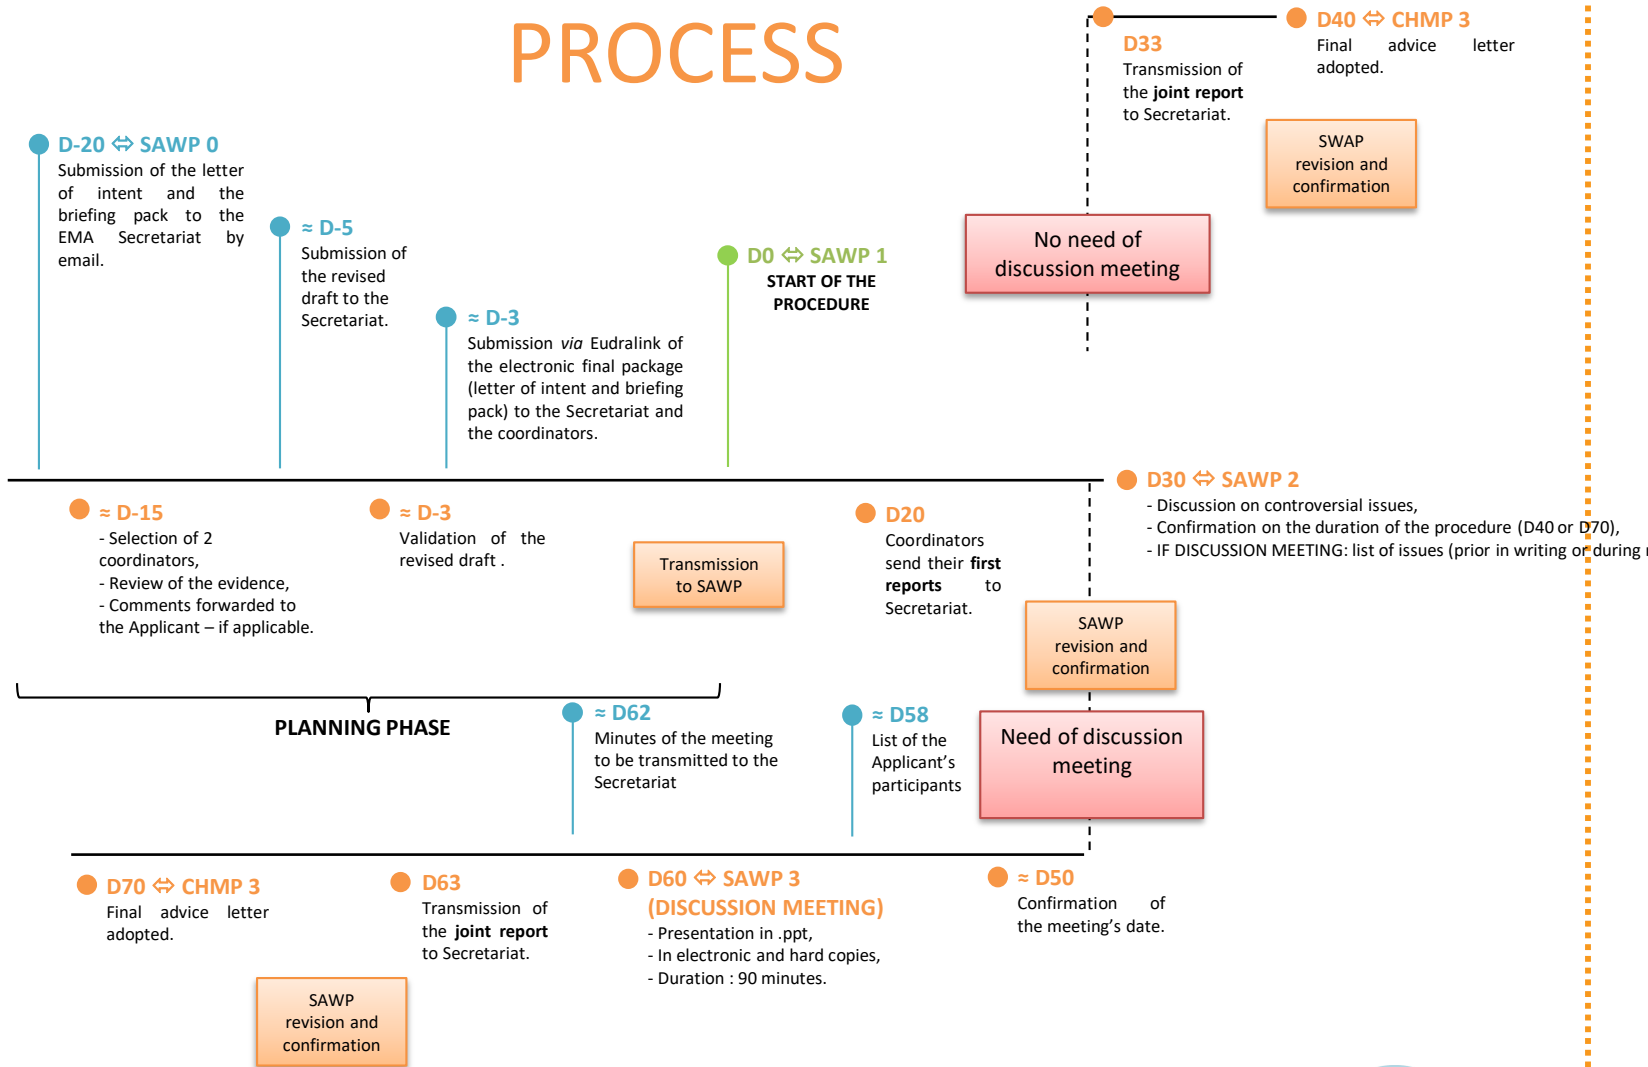 PROCESS
D33
Transmission of
the joint report
to Secretariat.
D40 ⇔ CHMP 3
Final advice letter
adopted.
SWAP
revision and
confirmation
No need of
discussion meeting
D-20 ⇔ SAWP 0
Submission of the letter
of intent and the
briefing pack to the
EMA Secretariat by
email.
≈ D-5
Submission of
the revised
draft to the
Secretariat.
≈ D-3
Submission via Eudralink of
the electronic final package
(letter of intent and briefing
pack) to the Secretariat and
the coordinators.
D0 ⇔ SAWP 1
START OF THE
PROCEDURE
≈ D-15
- Selection of 2
coordinators,
- Review of the evidence,
- Comments forwarded to
the Applicant – if applicable.
≈ D-3
Validation of the
revised draft .
Transmission
to SAWP
D20
Coordinators
send their first
reports to
Secretariat.
D30 ⇔ SAWP 2
- Discussion on controversial issues,
- Confirmation on the duration of the procedure (D40 or D70),
- IF DISCUSSION MEETING: list of issues (prior in writing or during
SAWP
revision and
confirmation
PLANNING PHASE
Need of discussion
meeting
≈ D62
Minutes of the meeting
to be transmitted to the
Secretariat
≈ D58
List of the
Applicant’s
participants
D70 ⇔ CHMP 3
Final advice letter
adopted.
D63
Transmission of
the joint report
to Secretariat.
D60 ⇔ SAWP 3
(DISCUSSION MEETING)
- Presentation in .ppt,
- In electronic and hard copies,
- Duration : 90 minutes.
≈ D50
Confirmation of
the meeting’s date.
SAWP
revision and
confirmation